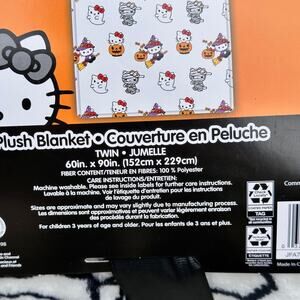 Plush Blanket • Couverture en Peluche
TWIN • JUMELLE
60in. x 90in. (152cm x 229cm)
FIBER CONTENT/TENEUR EN FIBRES: 100 % Polyester
CARE INSTRUCTIONS/ENTRETIEN:
Machine washable. Please see inside labels for further care instructions.
Lavable à la machine. Voir l'étiquette d'entretien pour les instructions
de lavage du produit.
Sizes are approximate and may vary slightly due to manufacturing process.
Les dimensions sont approximatives et peuvent varier légèrement
en raison des procédés de fabrication.
For children 3 years of age and older. Pour les enfants de 3 ans et plus.
TAG
JFA7
Made in C